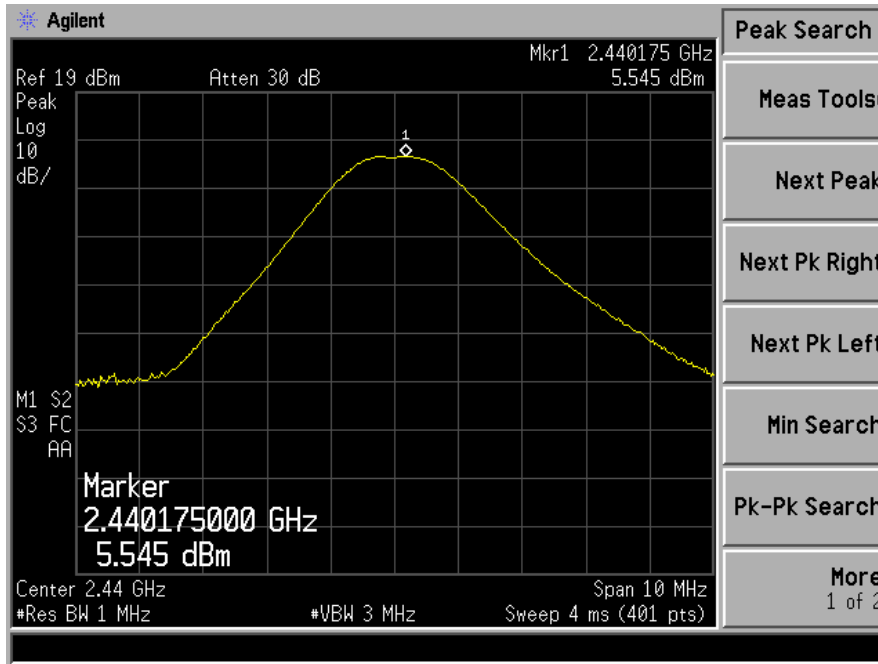 Agilent
Peak Search
Mkr1 2.440175 GHz
Ref 19 dBm Atten 30 dB 5.545 dBm
Peak
Log
10
dB/
1
M1 S2
S3 FC
AA
Marker
2.440175000 GHz
5.545 dBm
Center 2.44 GHz Span 10 MHz
#Res BW 1 MHz #VBW 3 MHz Sweep 4 ms (401 pts)
Meas Tools
Next Peak
Next Pk Right
Next Pk Left
Min Search
Pk-Pk Search
More
1 of 2